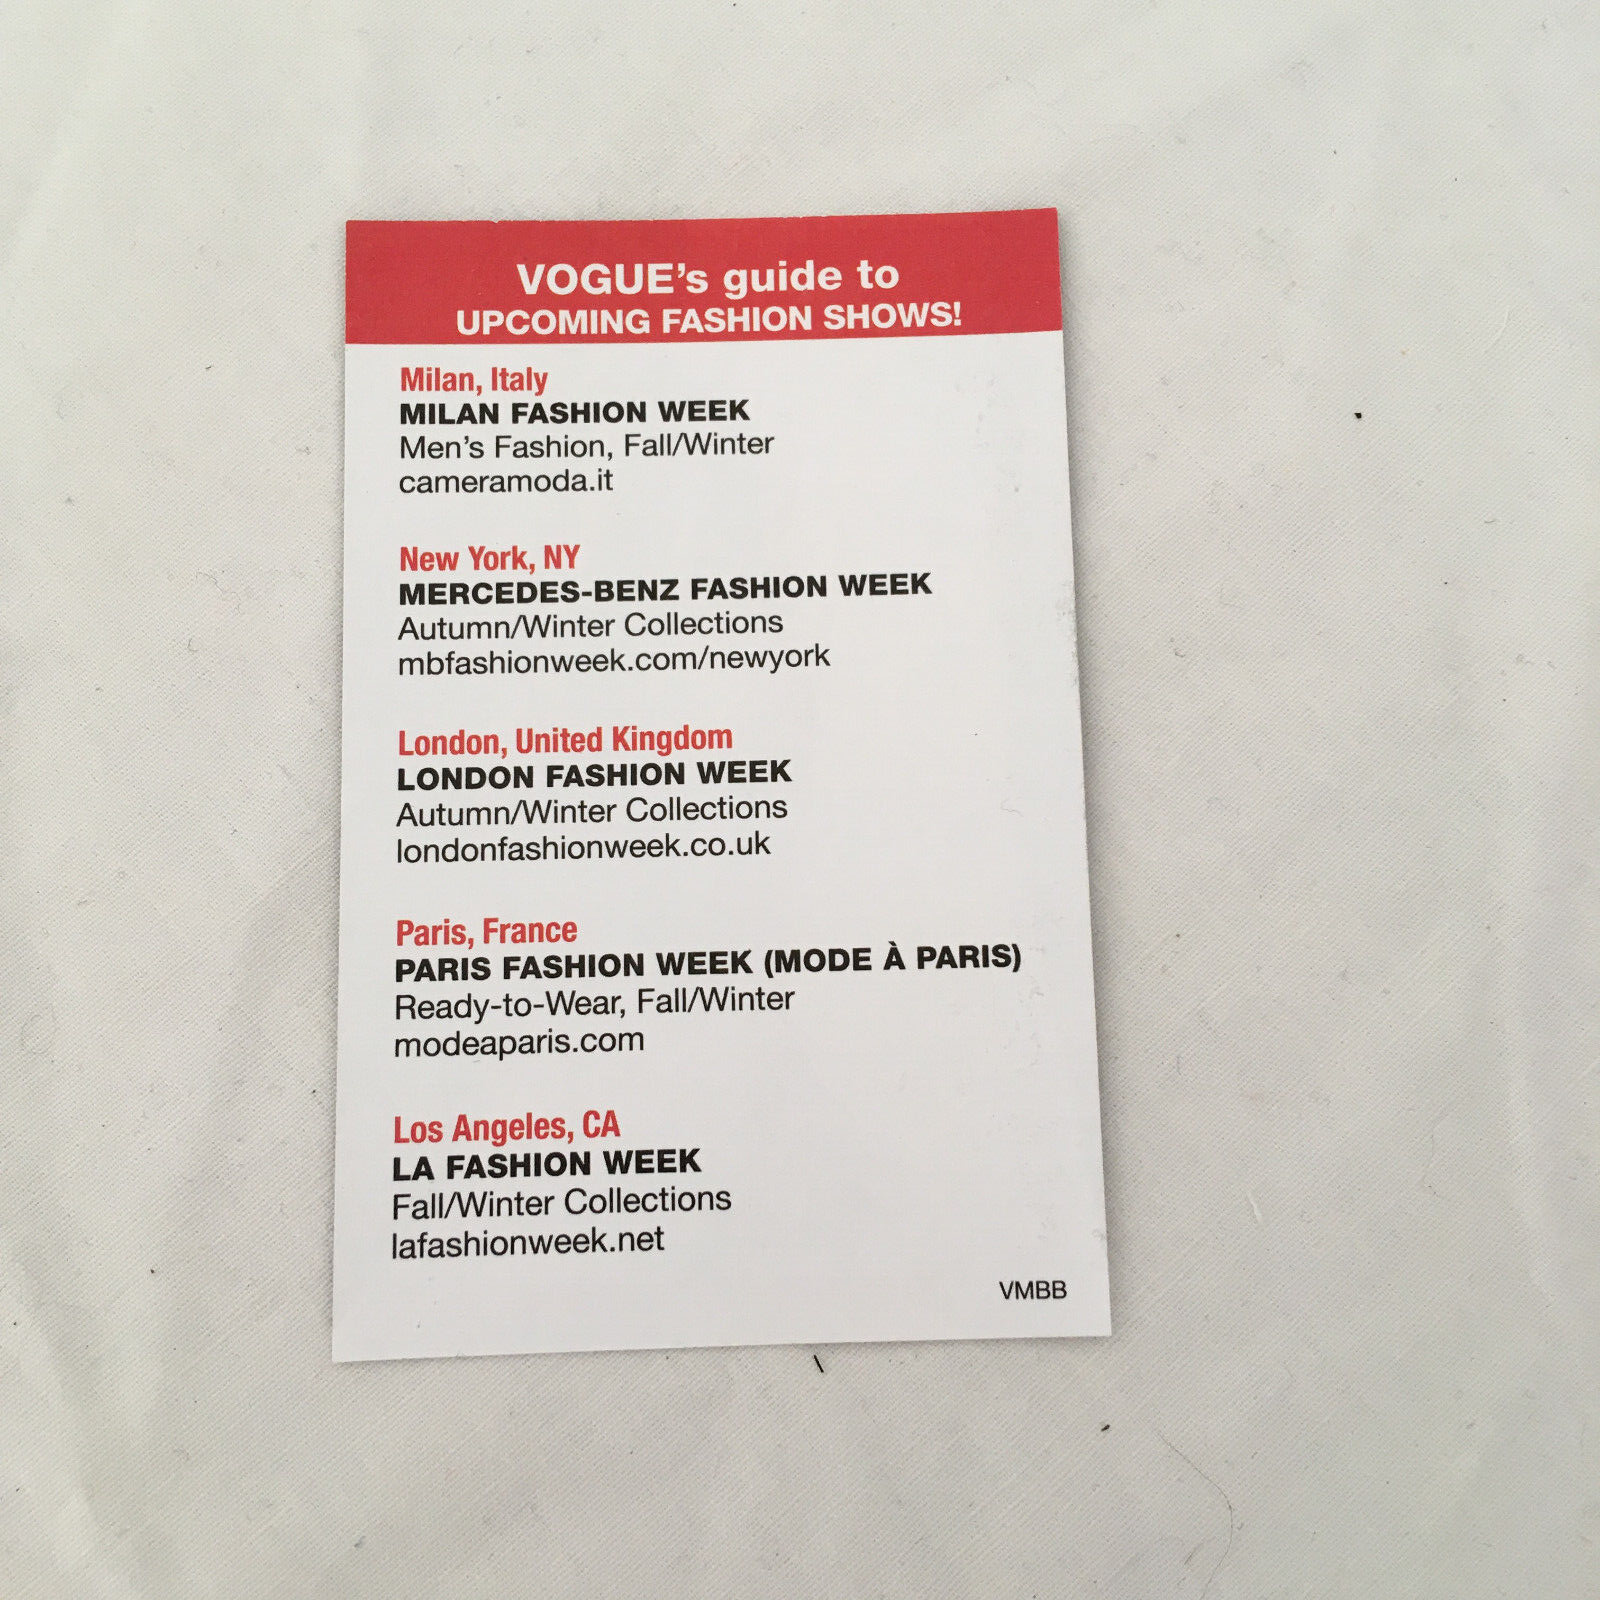 VOGUE's guide to
UPCOMING FASHION SHOWS!
Milan, Italy
MILAN FASHION WEEK
Men's Fashion, Fall/Winter
cameramoda.it
New York, NY
MERCEDES-BENZ FASHION WEEK
Autumn/Winter Collections
mbfashionweek.com/newyork
London, United Kingdom
LONDON FASHION WEEK
Autumn/Winter Collections
londonfashionweek.co.uk
Paris, France
PARIS FASHION WEEK (MODE À PARIS)
Ready-to-Wear, Fall/Winter
modeaparis.com
Los Angeles, CA
LA FASHION WEEK
Fall/Winter Collections
lafashionweek.net
VMBB